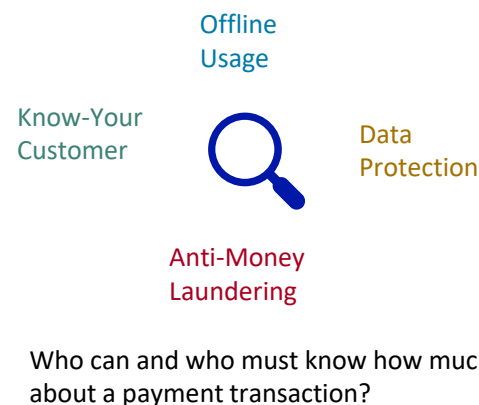 Offline
Usage
Know-Your
Customer
Data
Protection
Anti-Money
Laundering
Who can and who must know how muc
about a payment transaction?